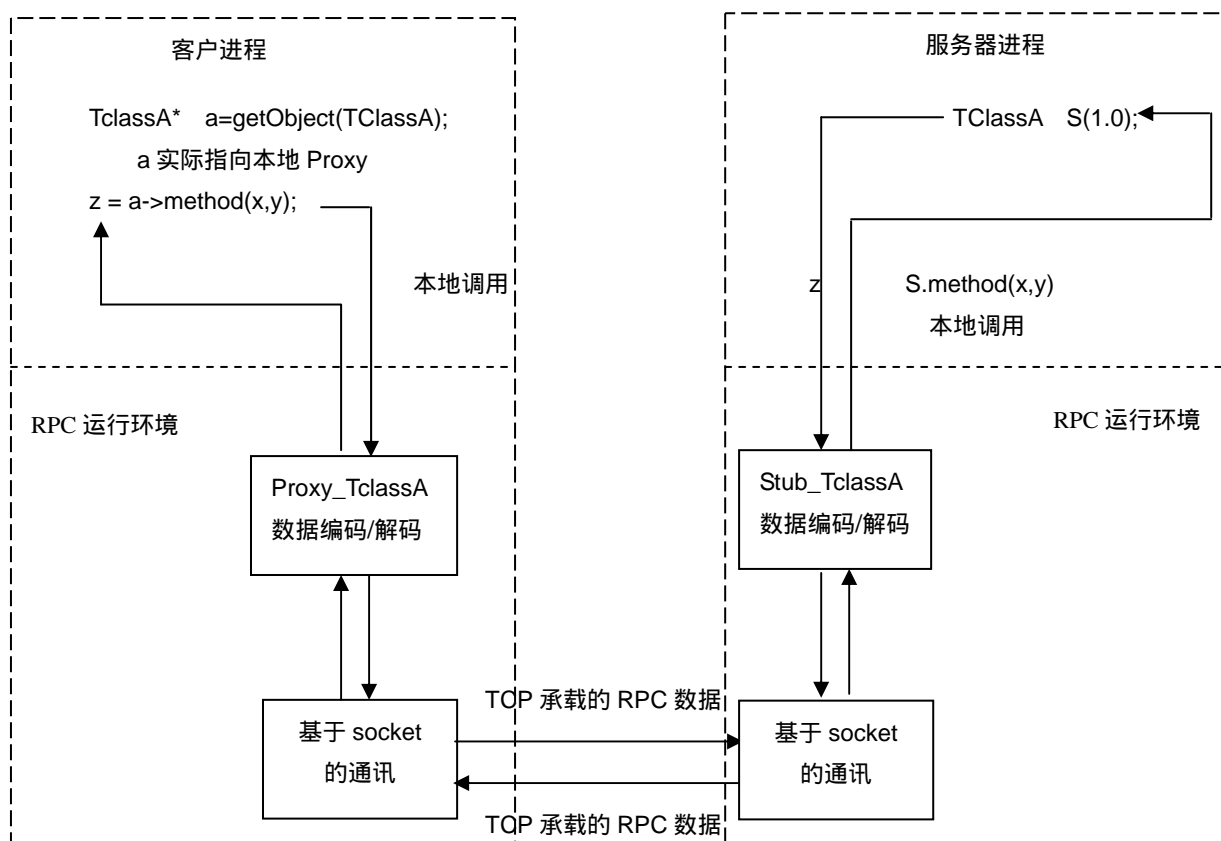 客户进程
TclassA* a=getObject(TClassA);
a 实际指向本地 Proxy
z = a->method(x,y);
本地调用
RPC 运行环境
Proxy_TclassA
数据编码/解码
基于 socket
的通讯
TCP 承载的 RPC 数据
TCP 承载的 RPC 数据
服务器进程
TClassA S(1.0);
z
S.method(x,y)
本地调用
RPC 运行环境
Stub_TclassA
数据编码/解码
基于 socket
的通讯